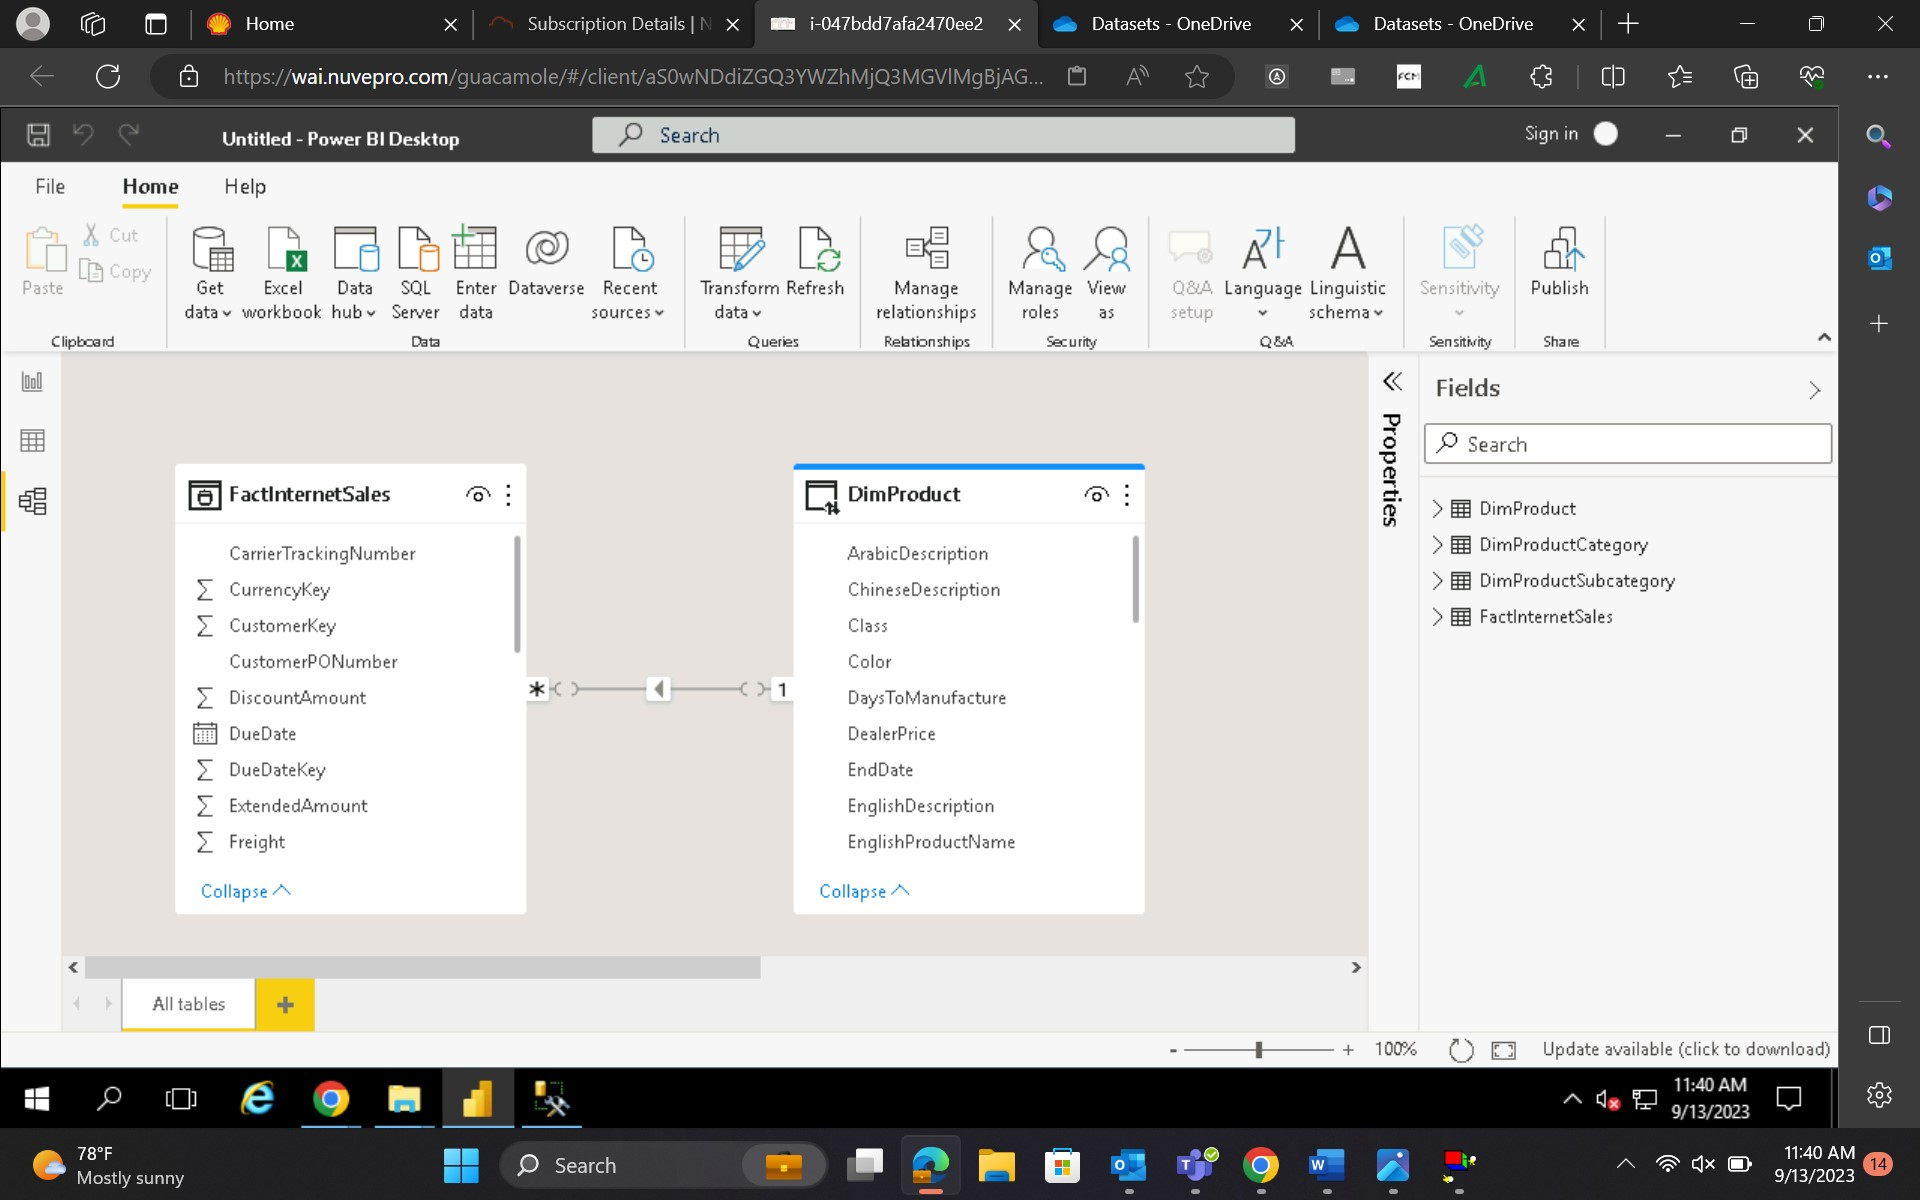 Home
Subscription Details | N
i-047bdd7afa2470ee2
Datasets - OneDrive
Datasets - OneDrive
https://wai.nuvepro.com/guacamole/#/client/aS0wNDdiZGQ3YWZhMjQ3MGVlMgBjAG...
FCM
Untitled - Power BI Desktop
Search
Sign in
File
Home
Help
Paste
Cut
Copy
Clipboard
Get data
Excel workbook
Data hub
SQL Server
Enter data
Dataverse
Recent sources
Data
Transform data
Refresh
Queries
Manage relationships
Relationships
Manage roles
View as
Security
Q&A setup
Language
Linguistic schema
Q&A
Sensitivity
Sensitivity
Publish
Share
FactInternetSales
CarrierTrackingNumber
CurrencyKey
CustomerKey
CustomerPONumber
DiscountAmount
DueDate
DueDateKey
ExtendedAmount
Freight
Collapse
* 1
DimProduct
ArabicDescription
ChineseDescription
Class
Color
DaysToManufacture
DealerPrice
EndDate
EnglishDescription
EnglishProductName
Collapse
Properties
Fields
Search
DimProduct
DimProductCategory
DimProductSubcategory
FactInternetSales
All tables
+
- + 100%
Update available (click to download)
11:40 AM
9/13/2023
78°F
Mostly sunny
Search
11:40 AM
9/13/2023
14